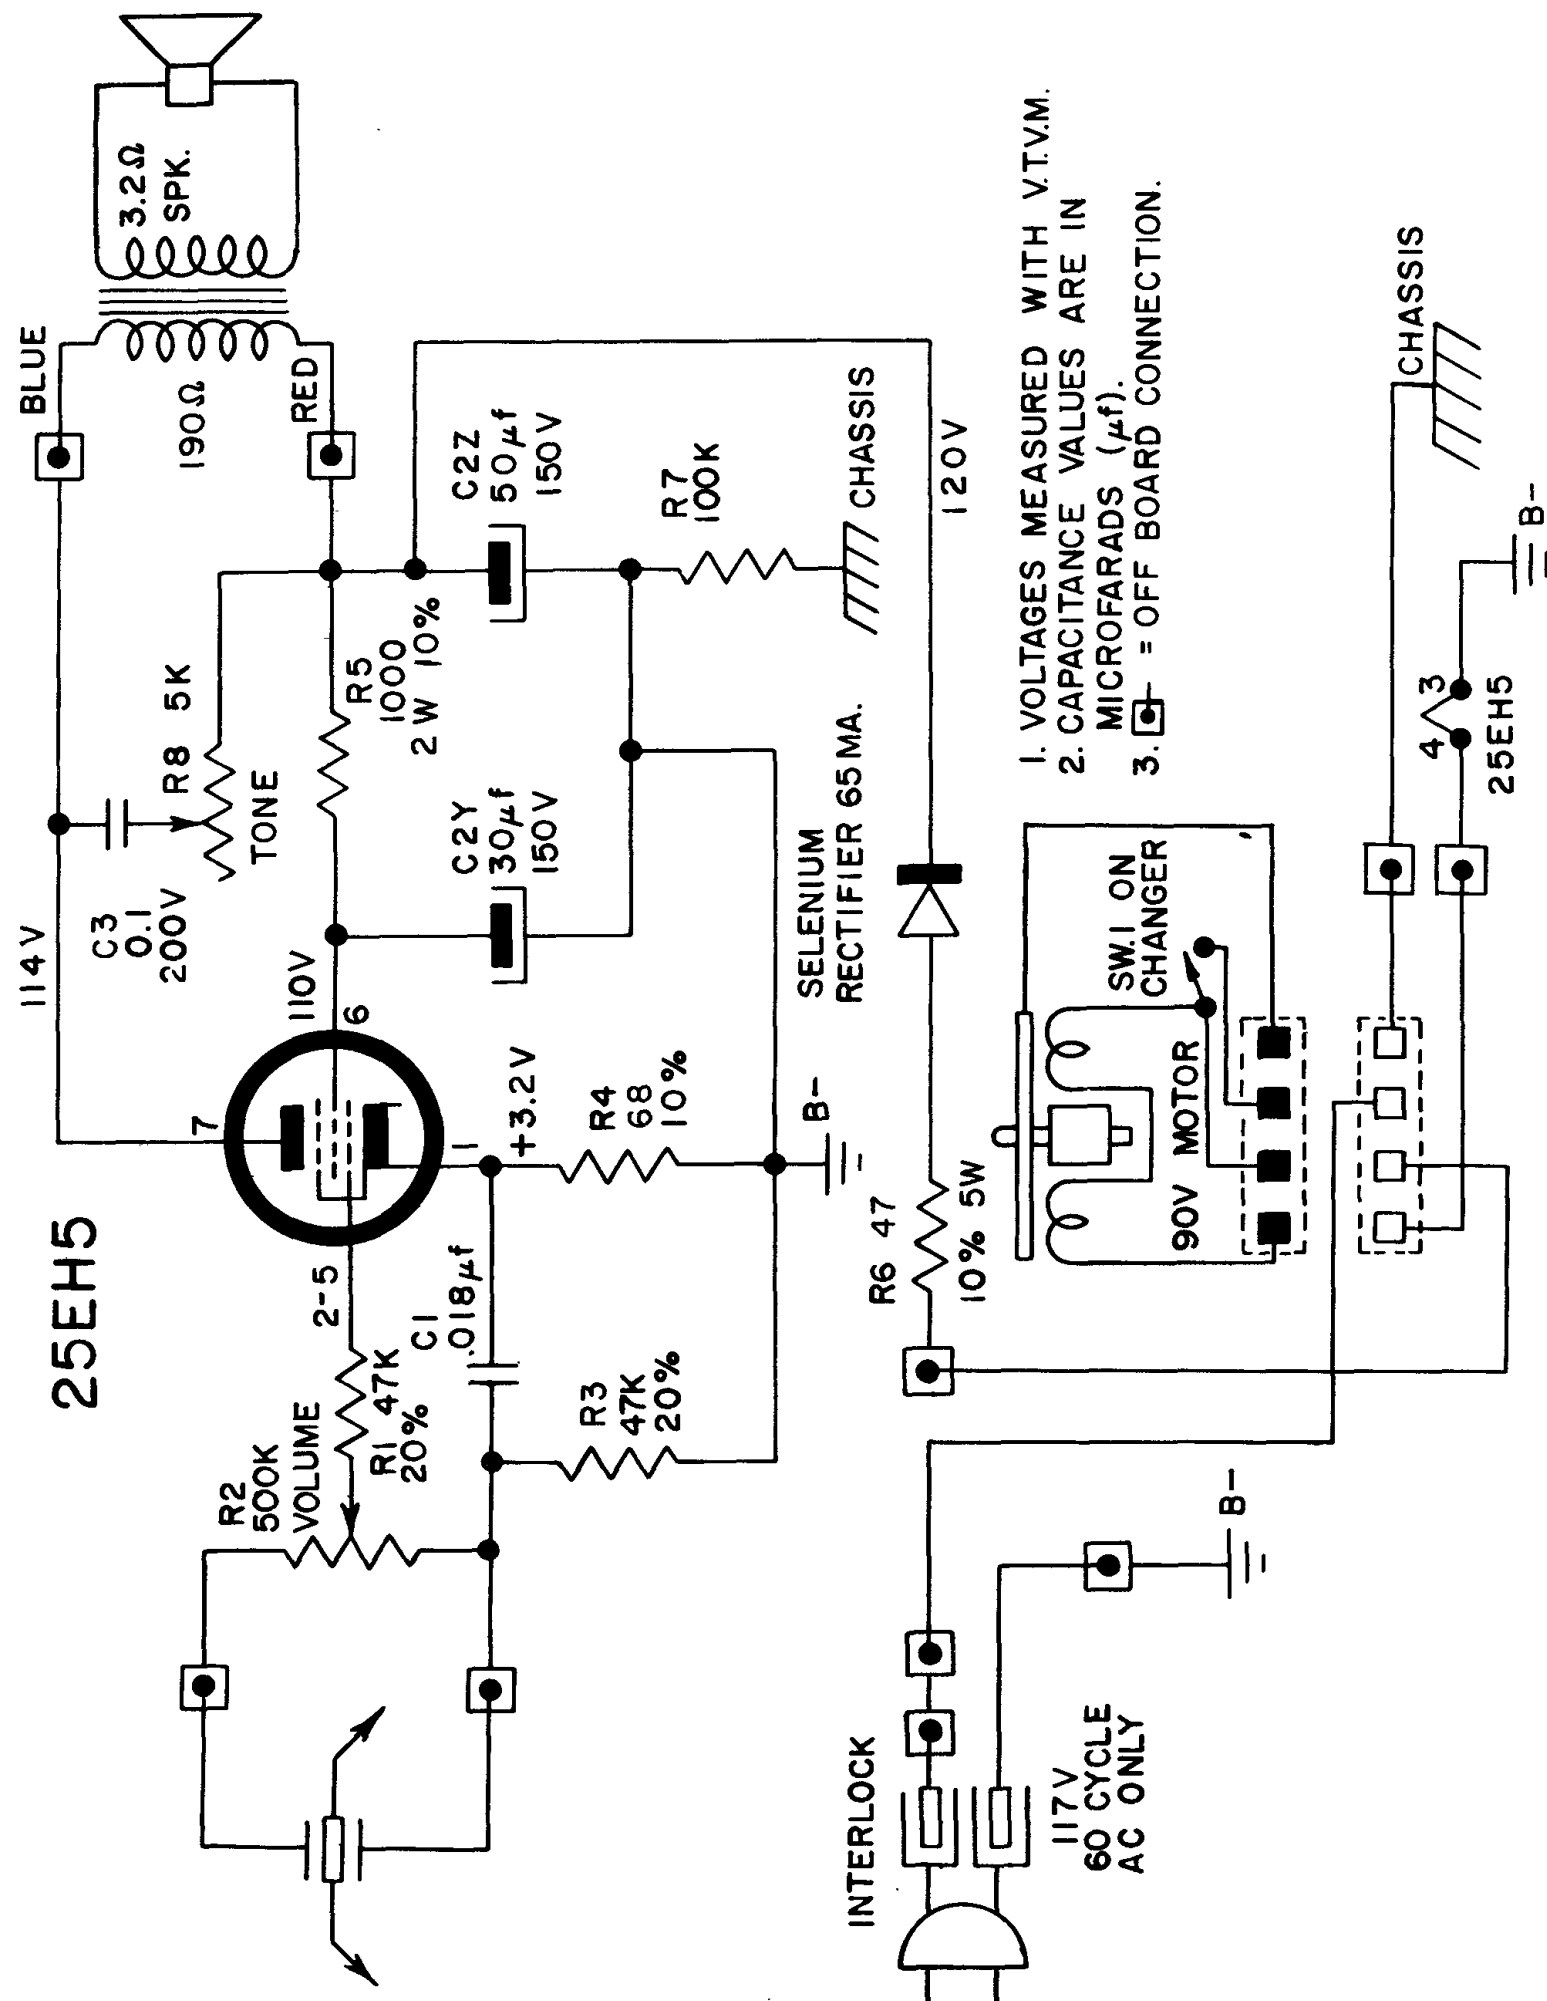 25EH5
R2
500K
VOLUME
R1 47K
20%
2-5
7
6
1
114V
110V
+3.2V
C1
.018µf
R3
47K
20%
R4
68
10%
B-
C3
0.1
200V
R8 5K
TONE
R5
1000
2W 10%
C2Y
30µf
150V
C2Z
50µf
150V
R7
100K
CHASSIS
BLUE
190Ω
RED
3.2Ω
SPK.
INTERLOCK
117V
60 CYCLE
AC ONLY
B-
R6 47
10% 5W
SELENIUM
RECTIFIER 65MA.
120V
90V MOTOR
SW.1 ON
CHANGER
4 3
25EH5
B-
CHASSIS
1. VOLTAGES MEASURED WITH V.T.V.M.
2. CAPACITANCE VALUES ARE IN
MICROFARADS (µf).
3. = OFF BOARD CONNECTION.